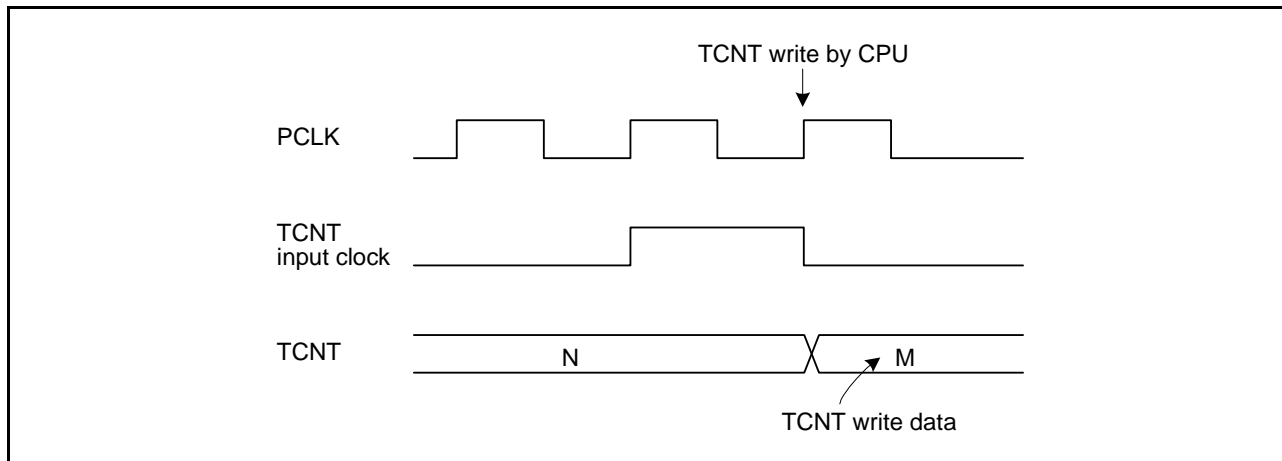 TCNT write by CPU
PCLK
TCNT
input clock
TCNT
N
M
TCNT write data